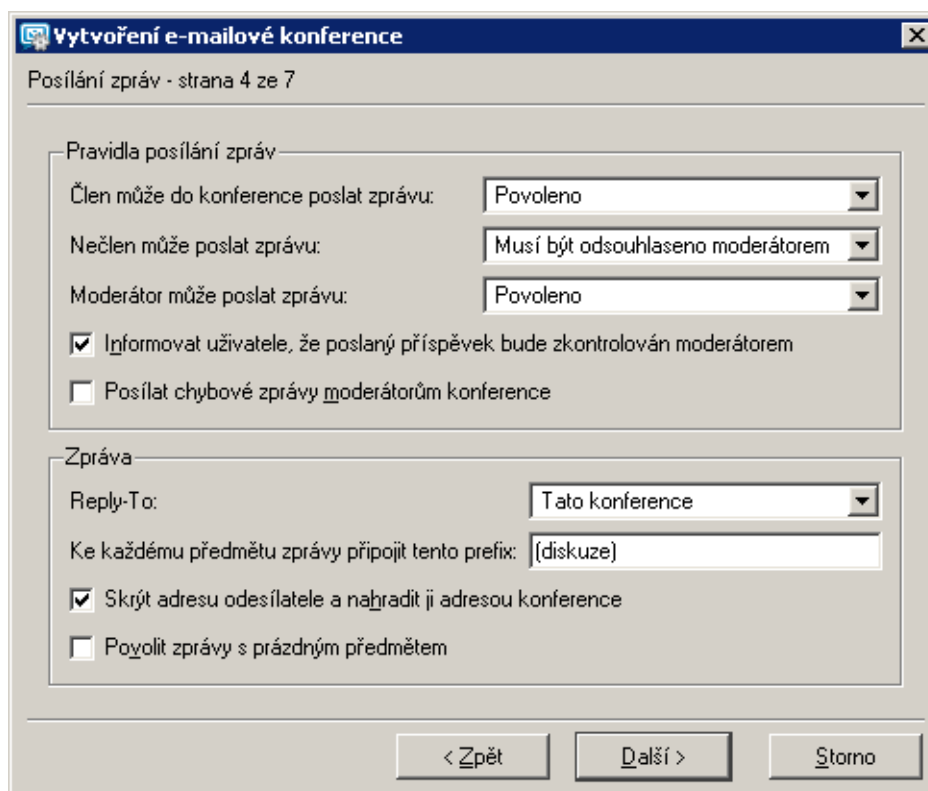 Vytvoření e-mailové konference
Posílání zpráv - strana 4 ze 7
Pravidla posílání zpráv
Člen může do konference poslat zprávu: Povoleno
Nečlen může poslat zprávu: Musí být odsouhlaseno moderátorem
Moderátor může poslat zprávu: Povoleno
Informovat uživatele, že poslaný příspěvek bude zkontrolován moderátorem
Posílat chybové zprávy moderátorům konference
Zpráva
Reply-To: Tato konference
Ke každému předmětu zprávy připojit tento prefix: (diskuze)
Skrýt adresu odesílatele a nahradit ji adresou konference
Povolit zprávy s prázdným předmětem
< Zpět Další > Storno